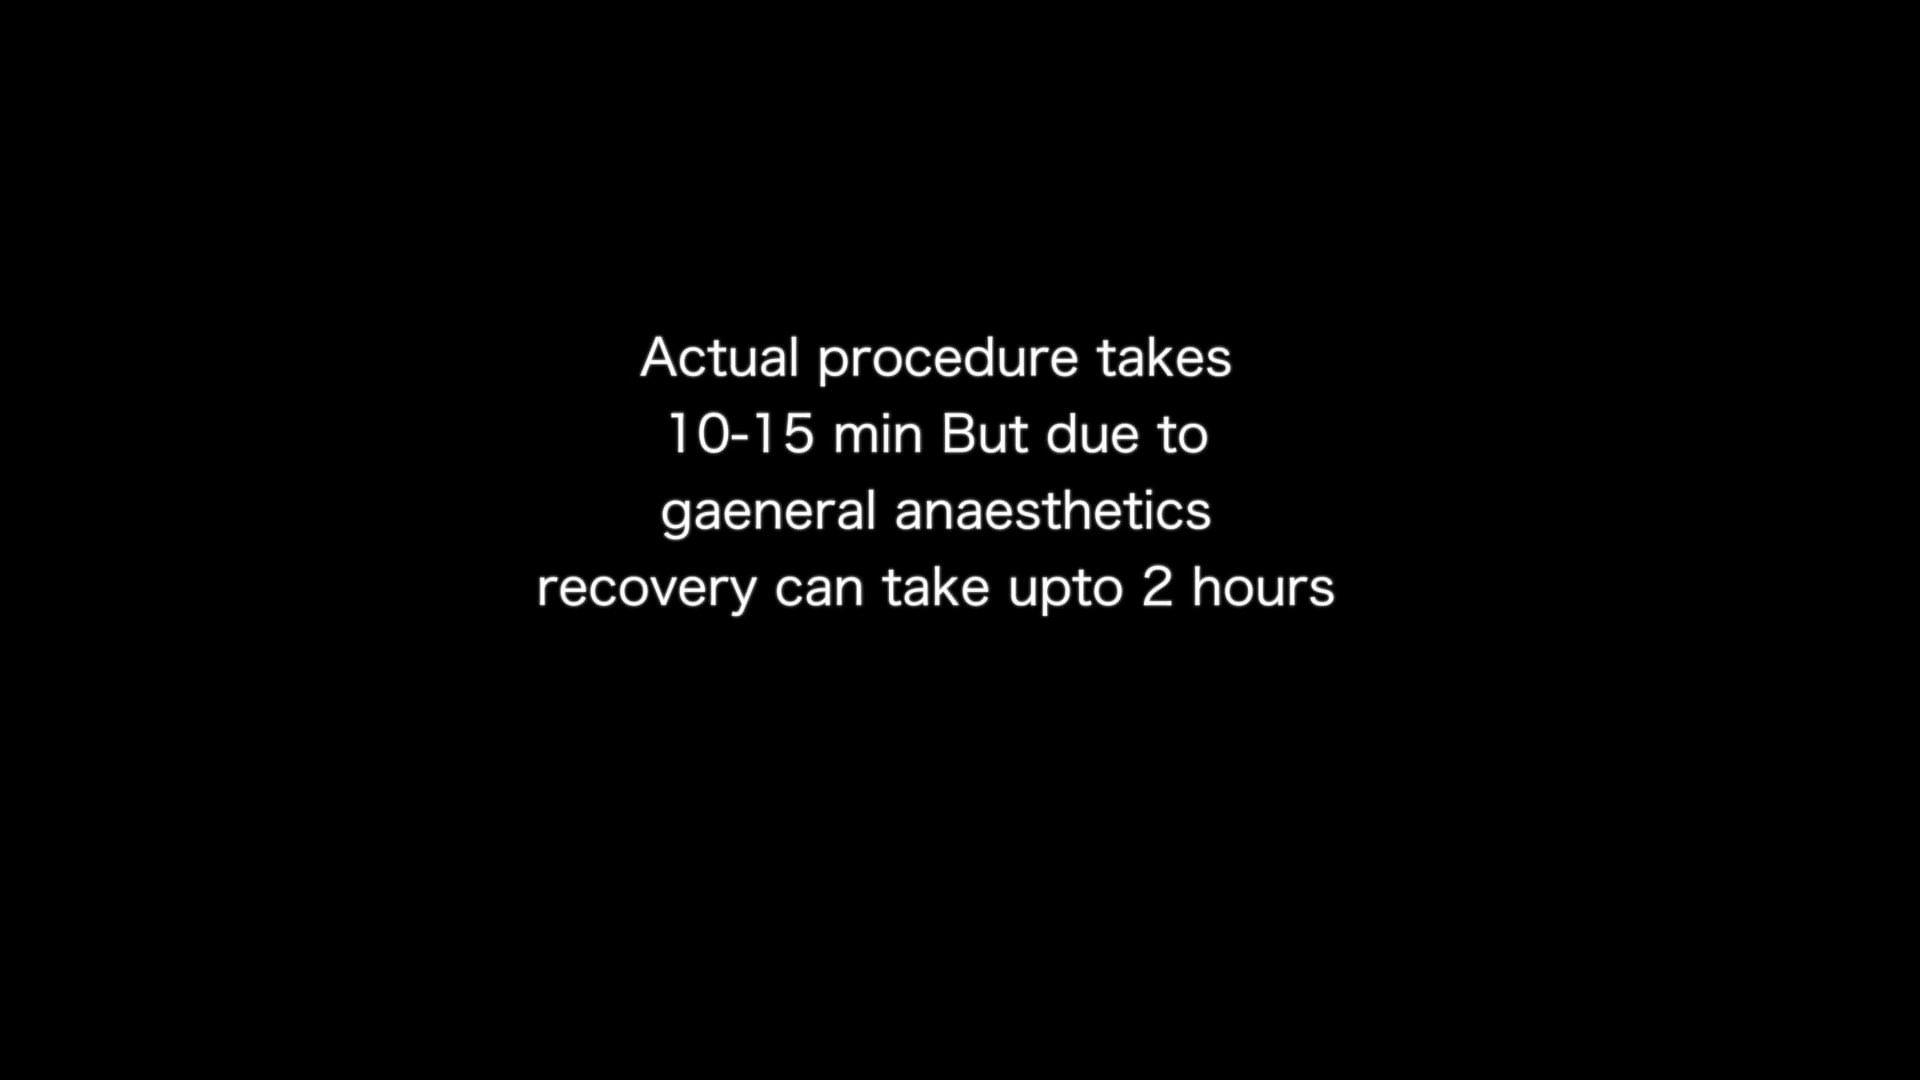 Actual procedure takes
10-15 min But due to
gaeneral anaesthetics
recovery can take upto 2 hours